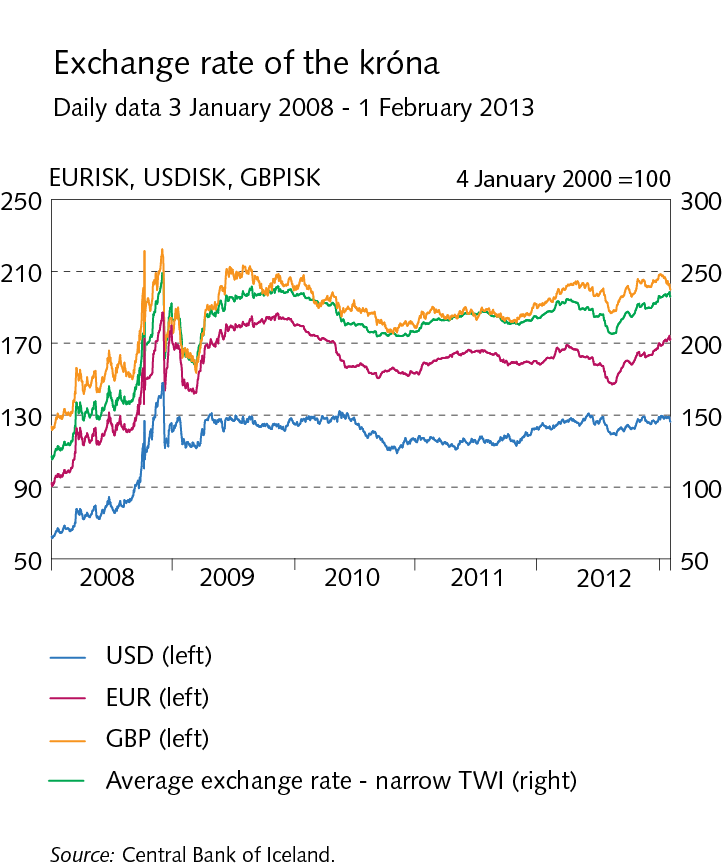 Exchange rate of the króna
Daily data 3 January 2008 - 1 February 2013
EURISK, USDISK, GBPISK 4 January 2000 =100
250 300
210 250
170 200
130 150
90 100
50 50
2008 2009 2010 2011 2012
USD (left)
EUR (left)
GBP (left)
Average exchange rate - narrow TWI (right)
Source: Central Bank of Iceland.